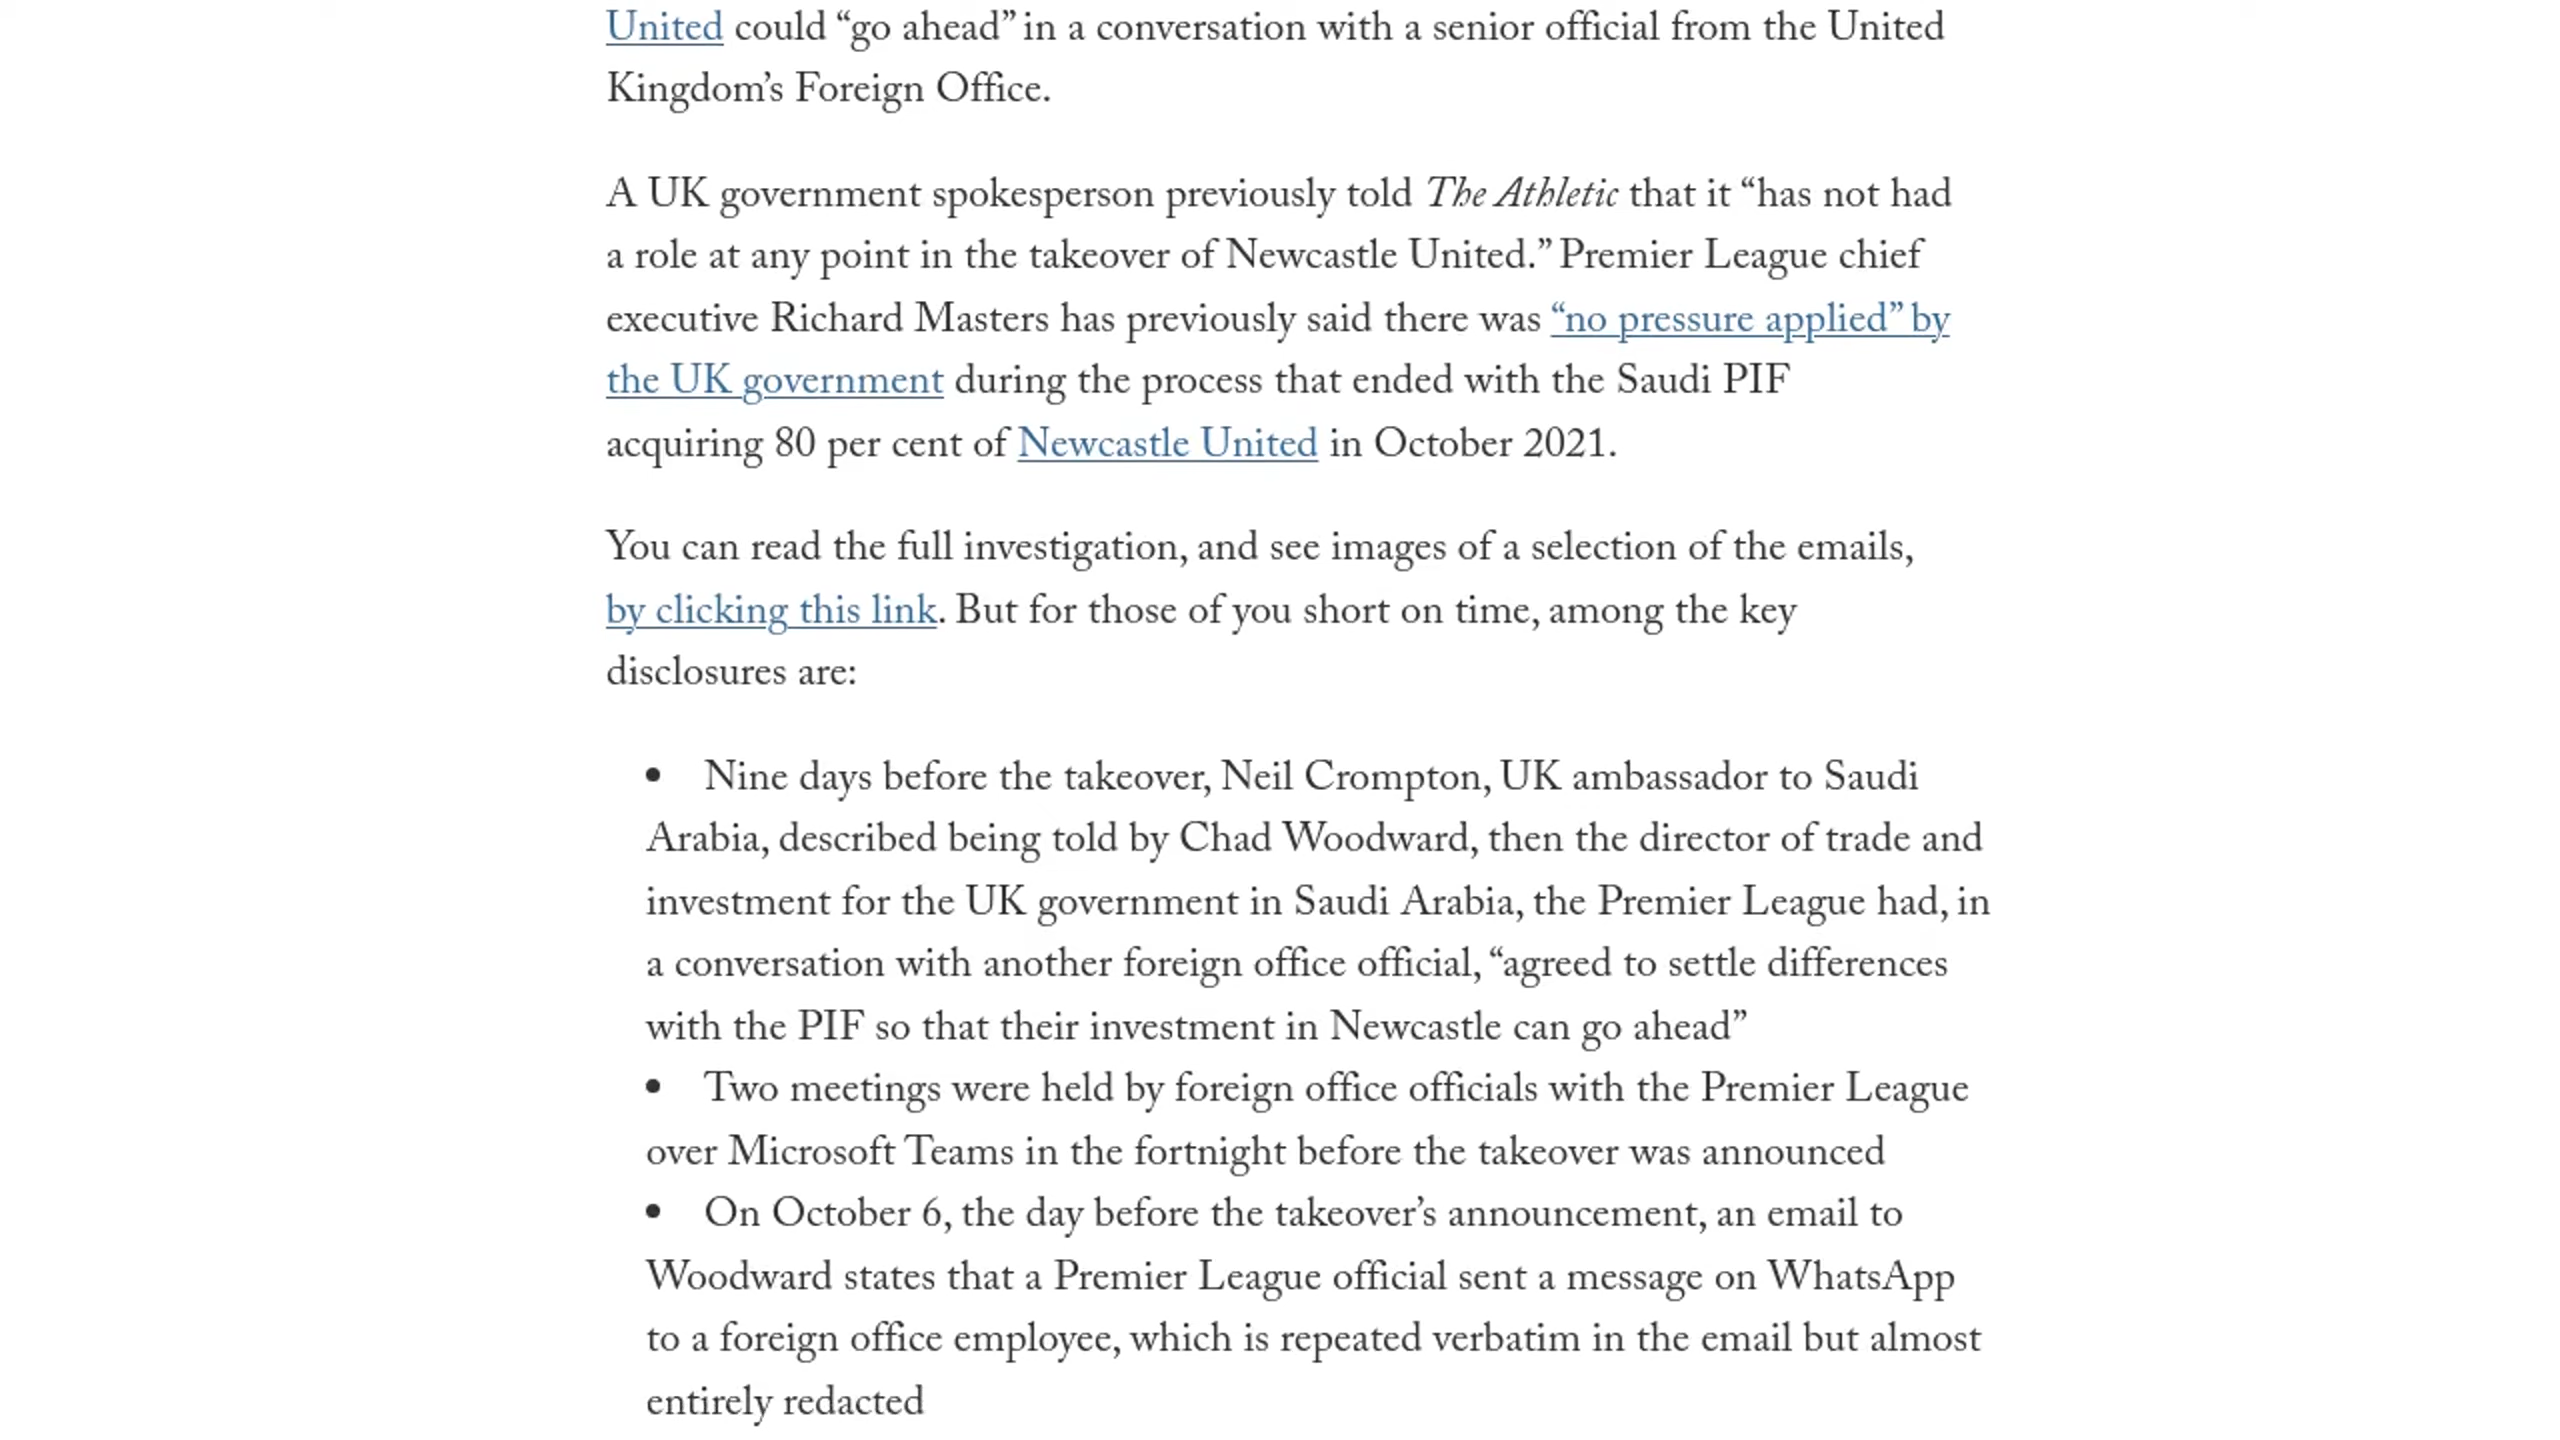 United could “go ahead” in a conversation with a senior official from the United
Kingdom’s Foreign Office.
A UK government spokesperson previously told The Athletic that it “has not had
a role at any point in the takeover of Newcastle United.” Premier League chief
executive Richard Masters has previously said there was “no pressure applied” by
the UK government during the process that ended with the Saudi PIF
acquiring 80 per cent of Newcastle United in October 2021.
You can read the full investigation, and see images of a selection of the emails,
by clicking this link. But for those of you short on time, among the key
disclosures are:
• Nine days before the takeover, Neil Crompton, UK ambassador to Saudi
Arabia, described being told by Chad Woodward, then the director of trade and
investment for the UK government in Saudi Arabia, the Premier League had, in
a conversation with another foreign office official, “agreed to settle differences
with the PIF so that their investment in Newcastle can go ahead”
• Two meetings were held by foreign office officials with the Premier League
over Microsoft Teams in the fortnight before the takeover was announced
• On October 6, the day before the takeover’s announcement, an email to
Woodward states that a Premier League official sent a message on WhatsApp
to a foreign office employee, which is repeated verbatim in the email but almost
entirely redacted